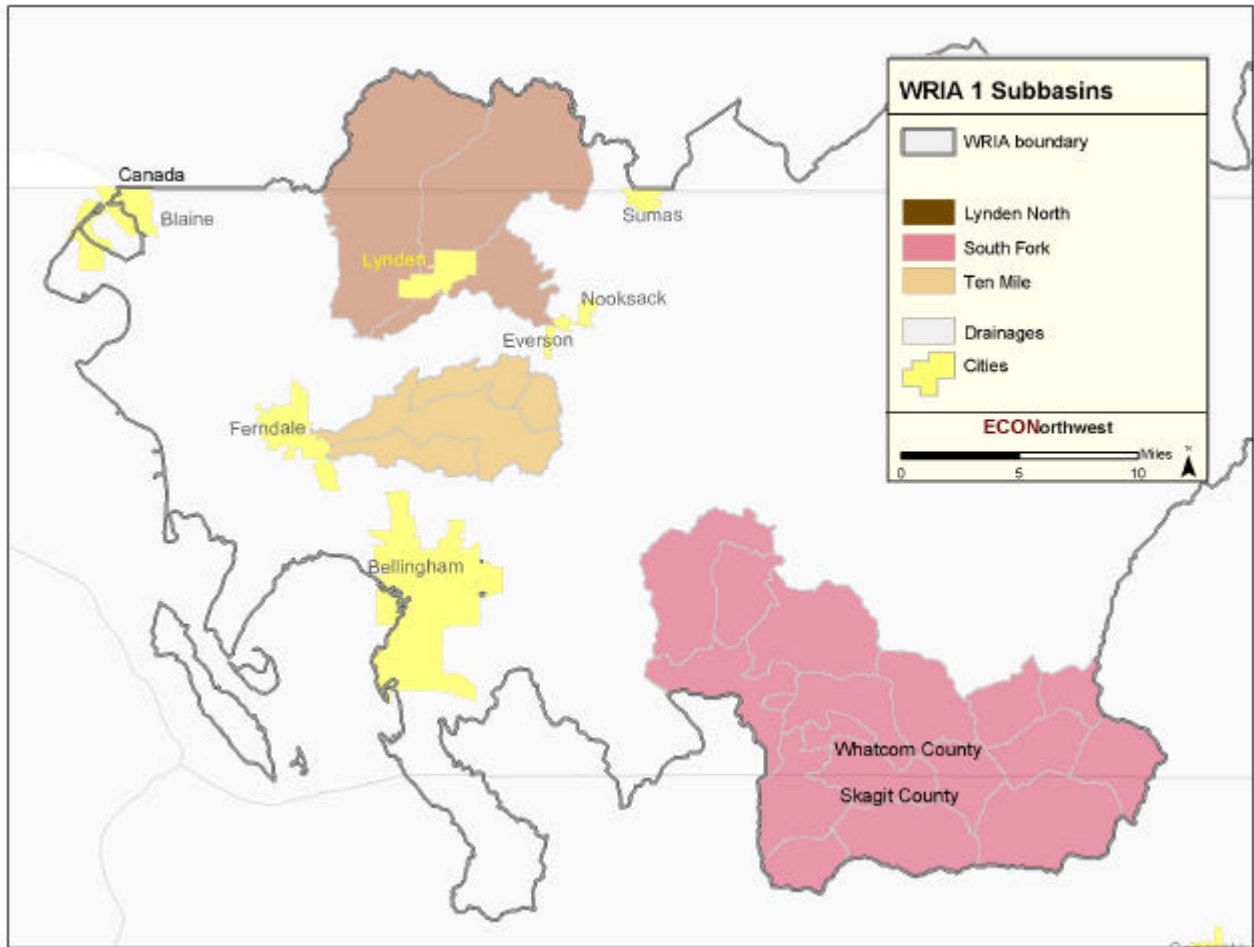 WRIA 1 Subbasins
WRIA boundary
Lynden North
South Fork
Ten Mile
Drainages
Cities
ECONorthwest
Miles
N
0 5 10
Canada
Blaine
Sumas
Lynden
Nooksack
Everson
Ferndale
Bellingham
Whatcom County
Skagit County